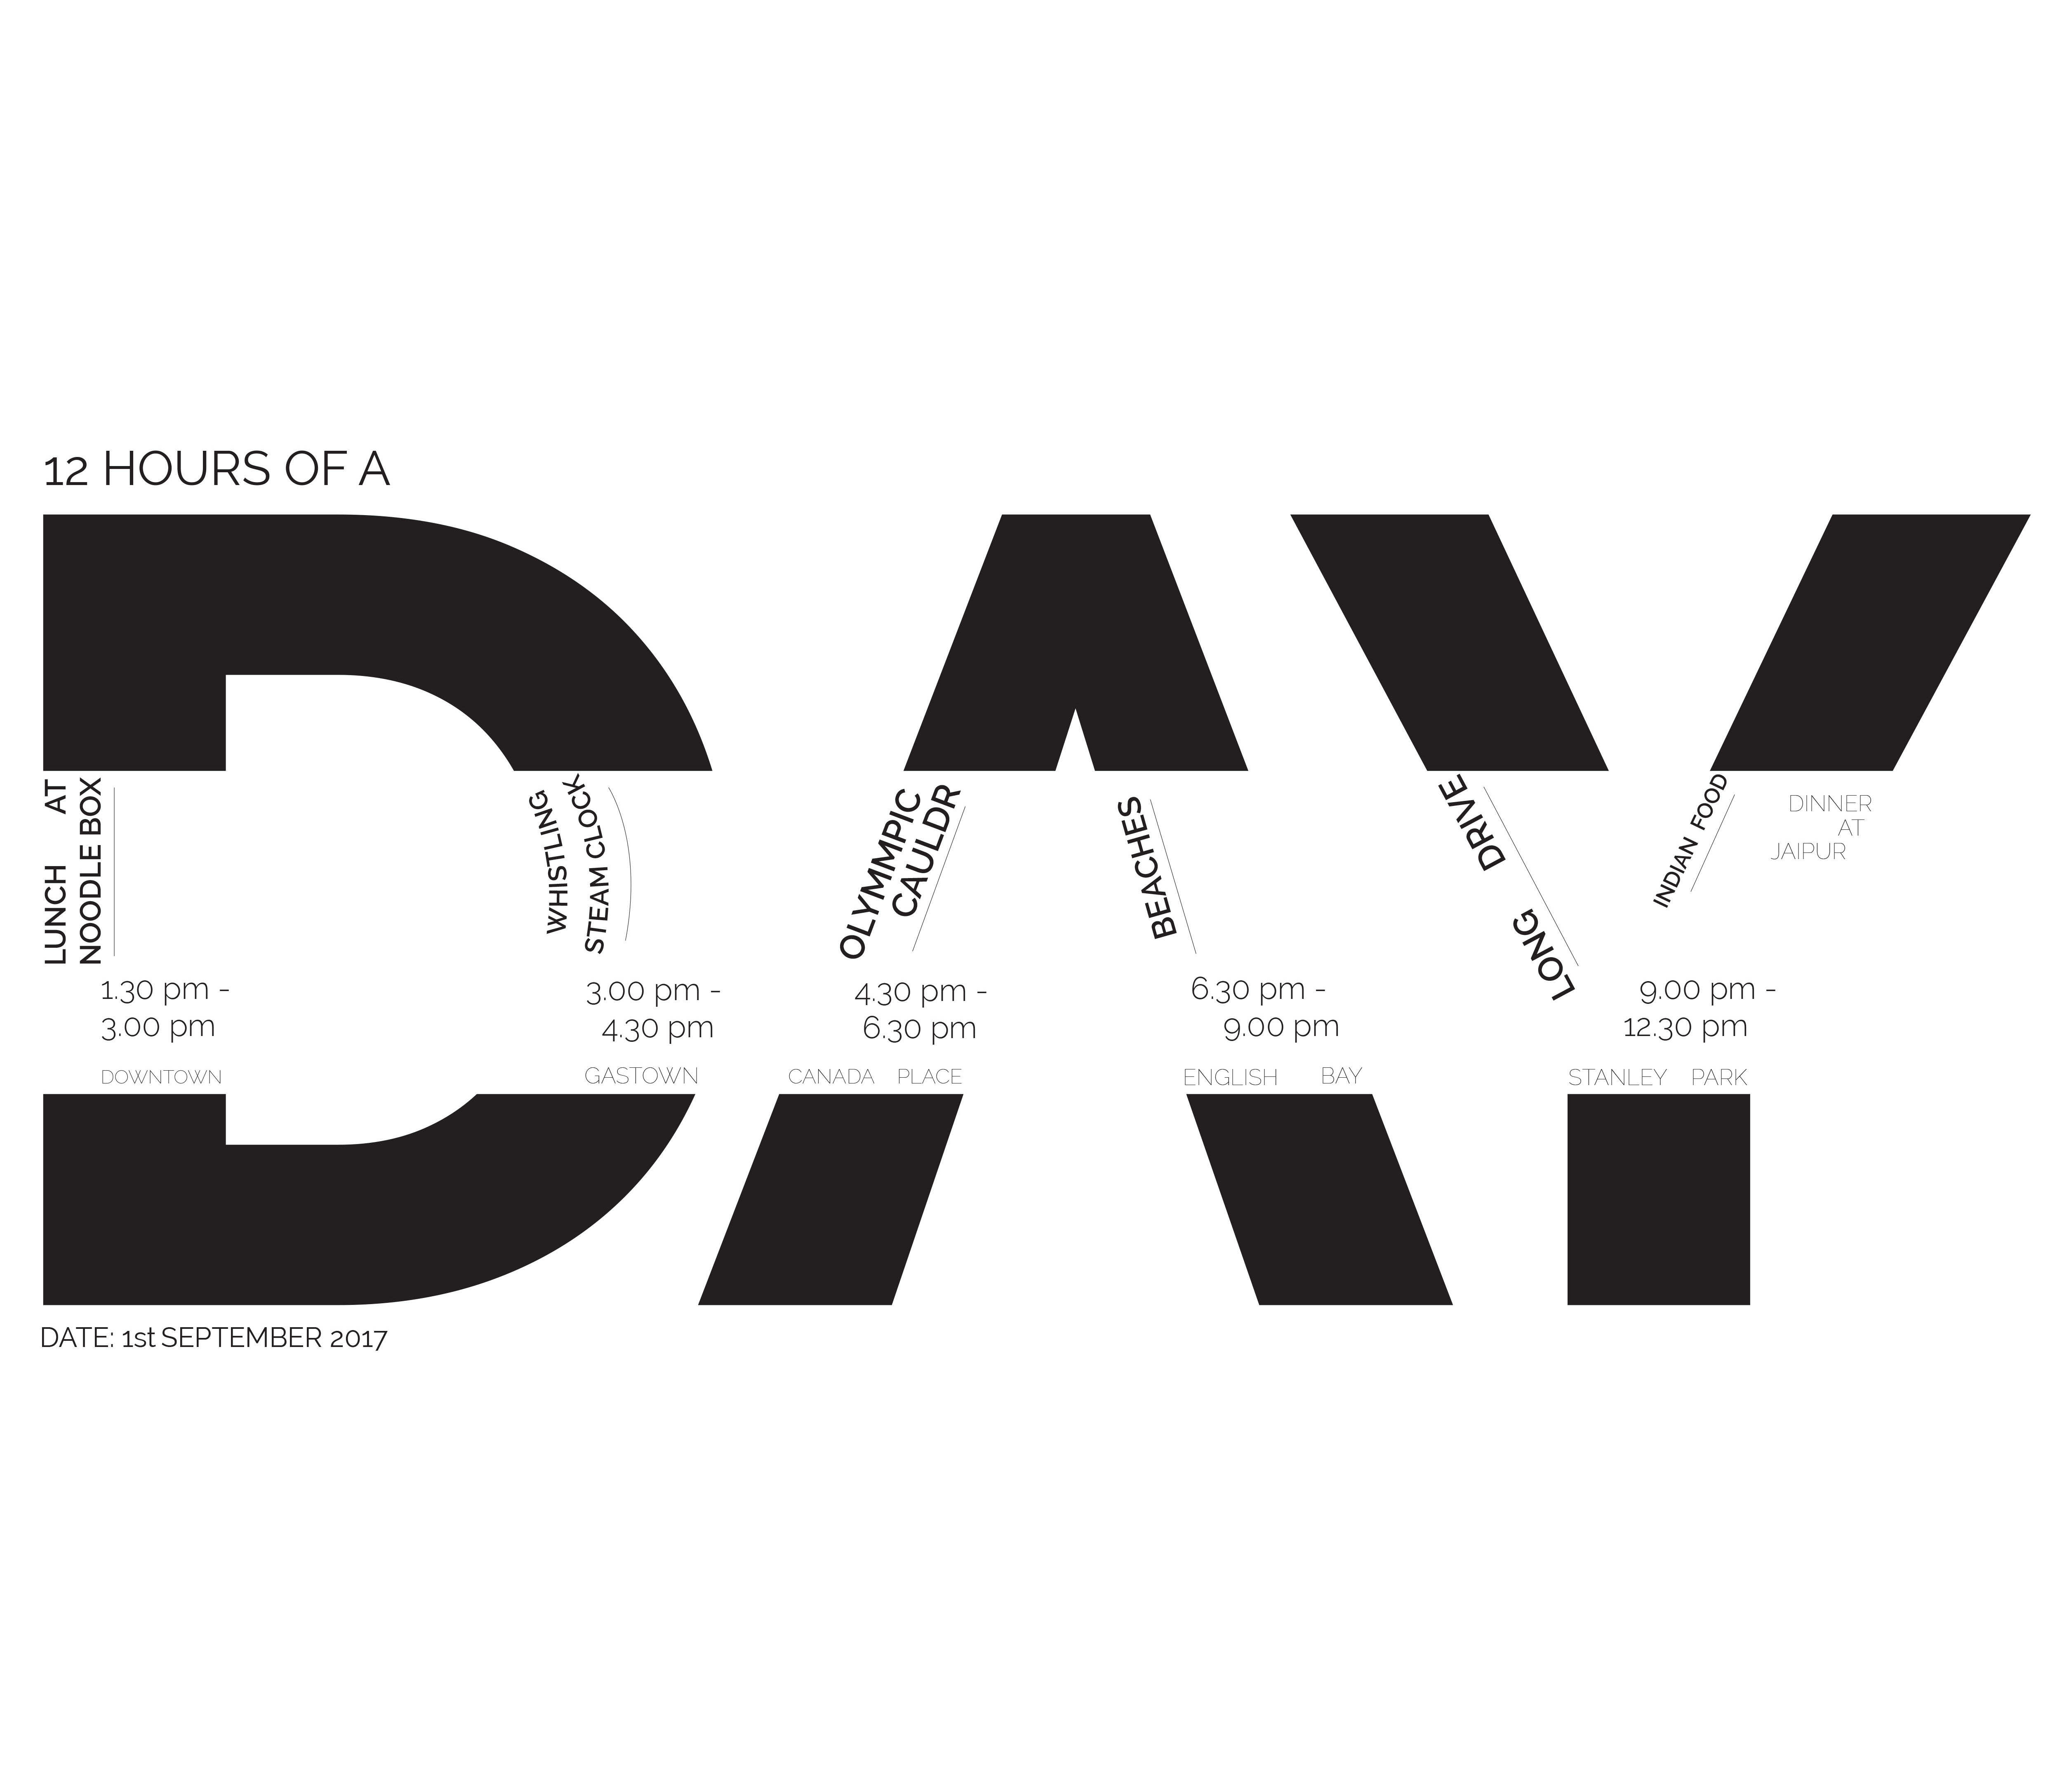 12 HOURS OF A
DAY
LUNCH AT
NOODLE BOX
1.30 pm -
3.00 pm
DOWNTOWN
WHISTLING
STEAM CLOCK
3.00 pm -
4.30 pm
GASTOWN
OLYMMPIC
CAULDR
4.30 pm -
6.30 pm
CANADA PLACE
BEACHES
6.30 pm -
9.00 pm
ENGLISH BAY
LONG DRIVE
INDIAN FOOD
DINNER
AT
JAIPUR
9.00 pm -
12.30 pm
STANLEY PARK
DATE: 1st SEPTEMBER 2017